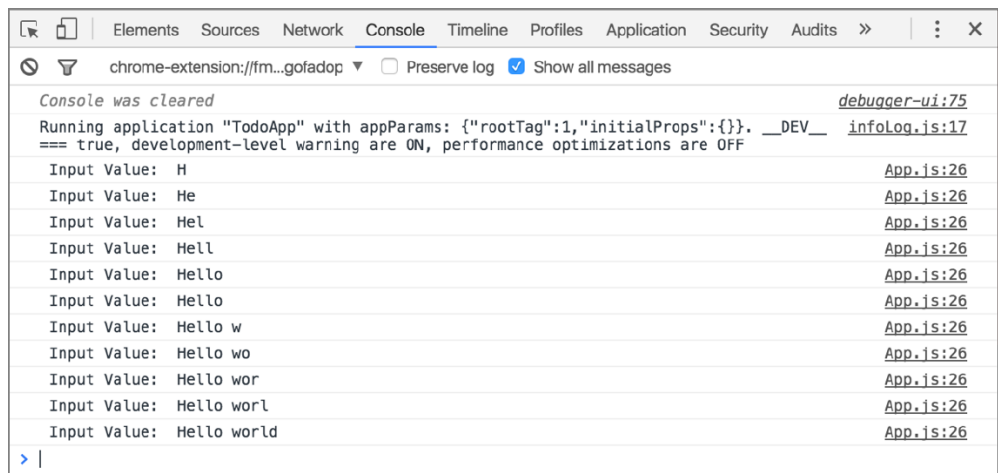 Elements Sources Network Console Timeline Profiles Application Security Audits »
chrome-extension://fm...gofadop ▼ Preserve log Show all messages
Console was cleared debugger-ui:75
Running application "TodoApp" with appParams: {"rootTag":1,"initialProps":{}}. __DEV__ infoLog.js:17
=== true, development-level warning are ON, performance optimizations are OFF
Input Value: H App.js:26
Input Value: He App.js:26
Input Value: Hel App.js:26
Input Value: Hell App.js:26
Input Value: Hello App.js:26
Input Value: Hello App.js:26
Input Value: Hello w App.js:26
Input Value: Hello wo App.js:26
Input Value: Hello wor App.js:26
Input Value: Hello worl App.js:26
Input Value: Hello world App.js:26
>